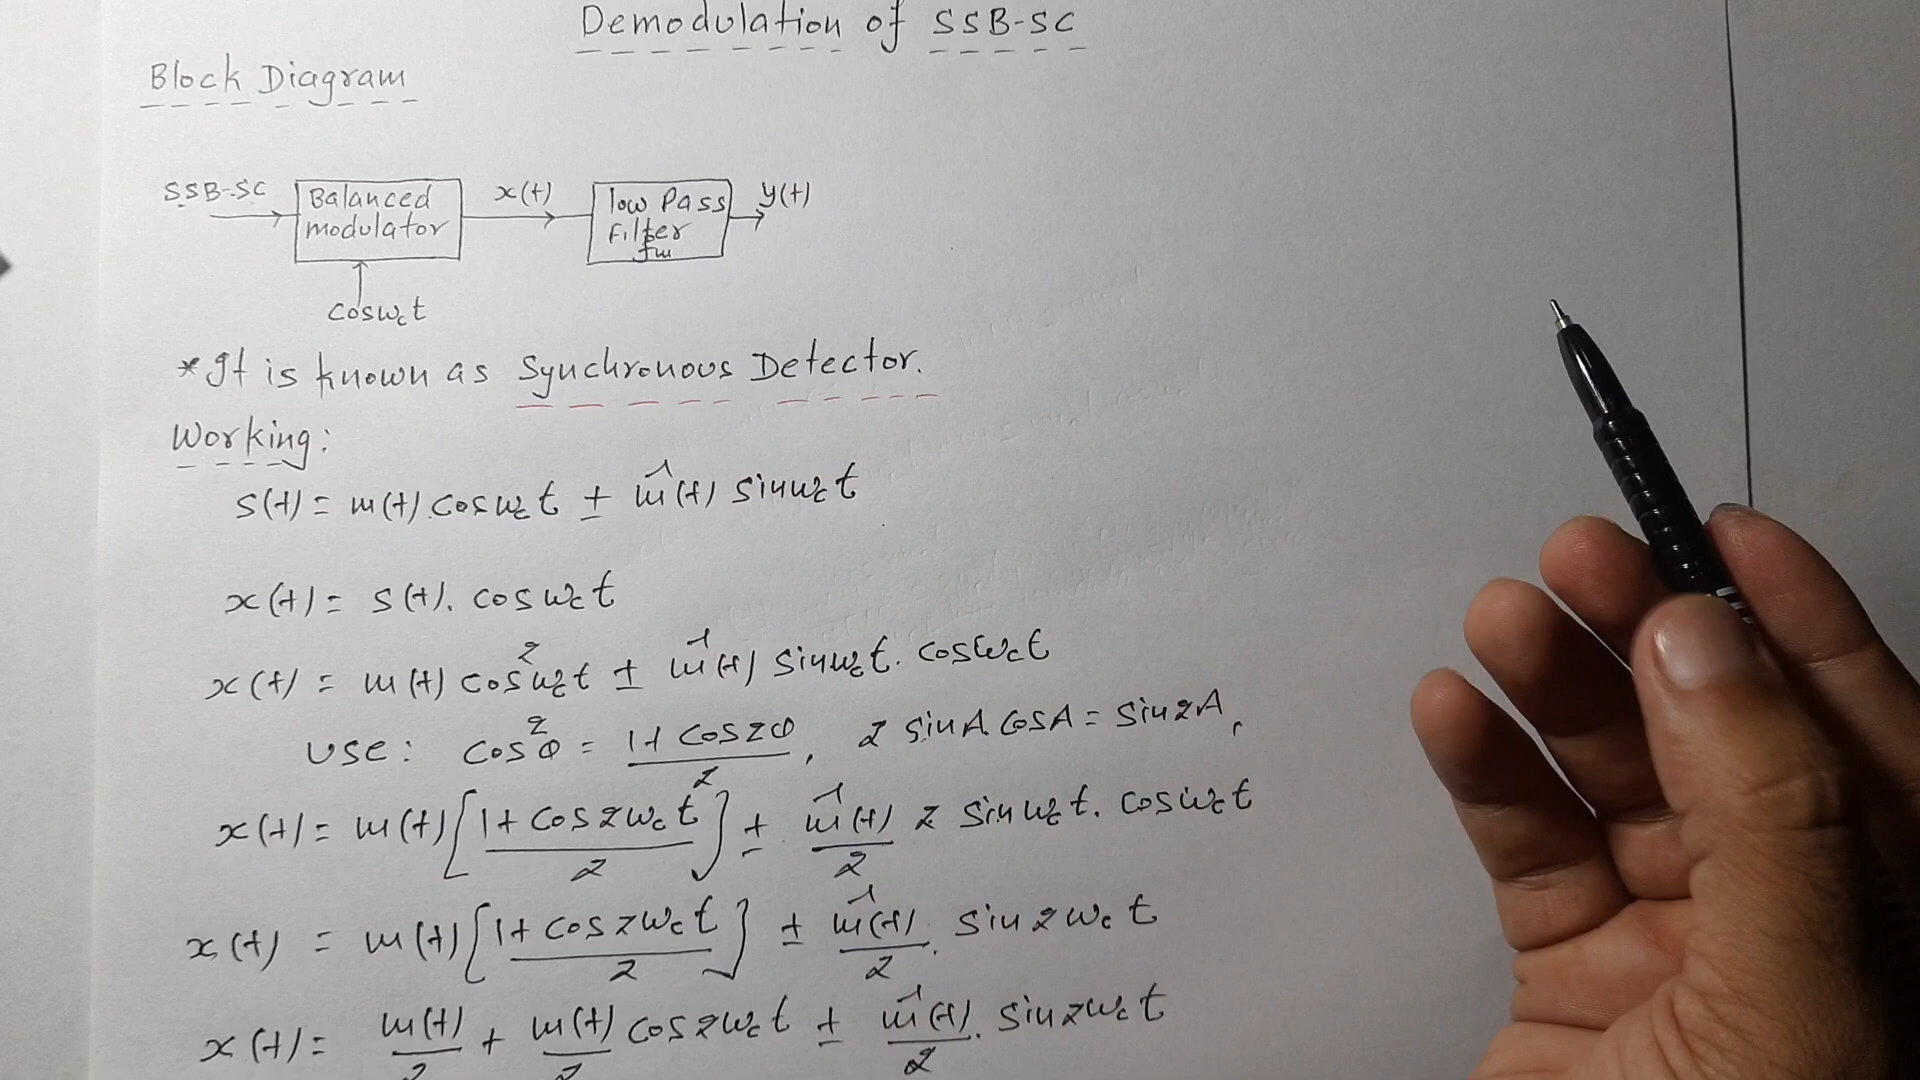 Demodulation of SSB-SC
Block Diagram
SSB-SC
Balanced
modulator
x(t)
low Pass
Filter
fm
y(t)
cosωct
*It is known as Synchronous Detector.
Working:
s(t) = m(t).cosωct ± m̂(t) sinωct
x(t) = s(t). cosωct
x(t) = m(t) cos²ωct ± m̂(t) sinωct. cosωct
Use: cos²θ = 1+cos2θ/2, 2 sinA.cosA = sin2A,
x(t) = m(t)[1+cos2ωct/2] ± m̂(t)/2 2 sinωct. cosωct
x(t) = m(t)[1+cos2ωct/2] ± m̂(t)/2. sin2ωct
x(t) = m(t)/2 + m(t)/2 cos2ωct ± m̂(t)/2. sin2ωct